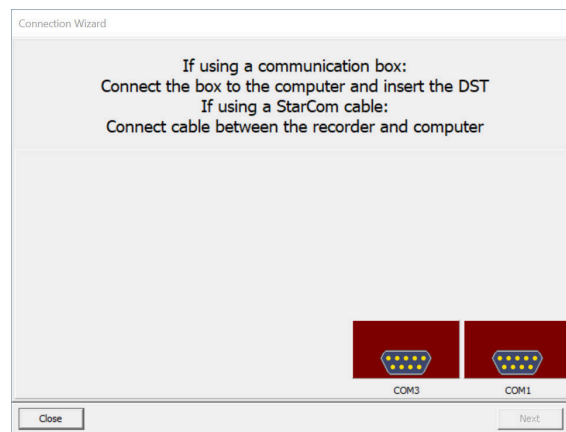 Connection Wizard
If using a communication box:
Connect the box to the computer and insert the DST
If using a StarCom cable:
Connect cable between the recorder and computer
COM3 COM1
Close Next